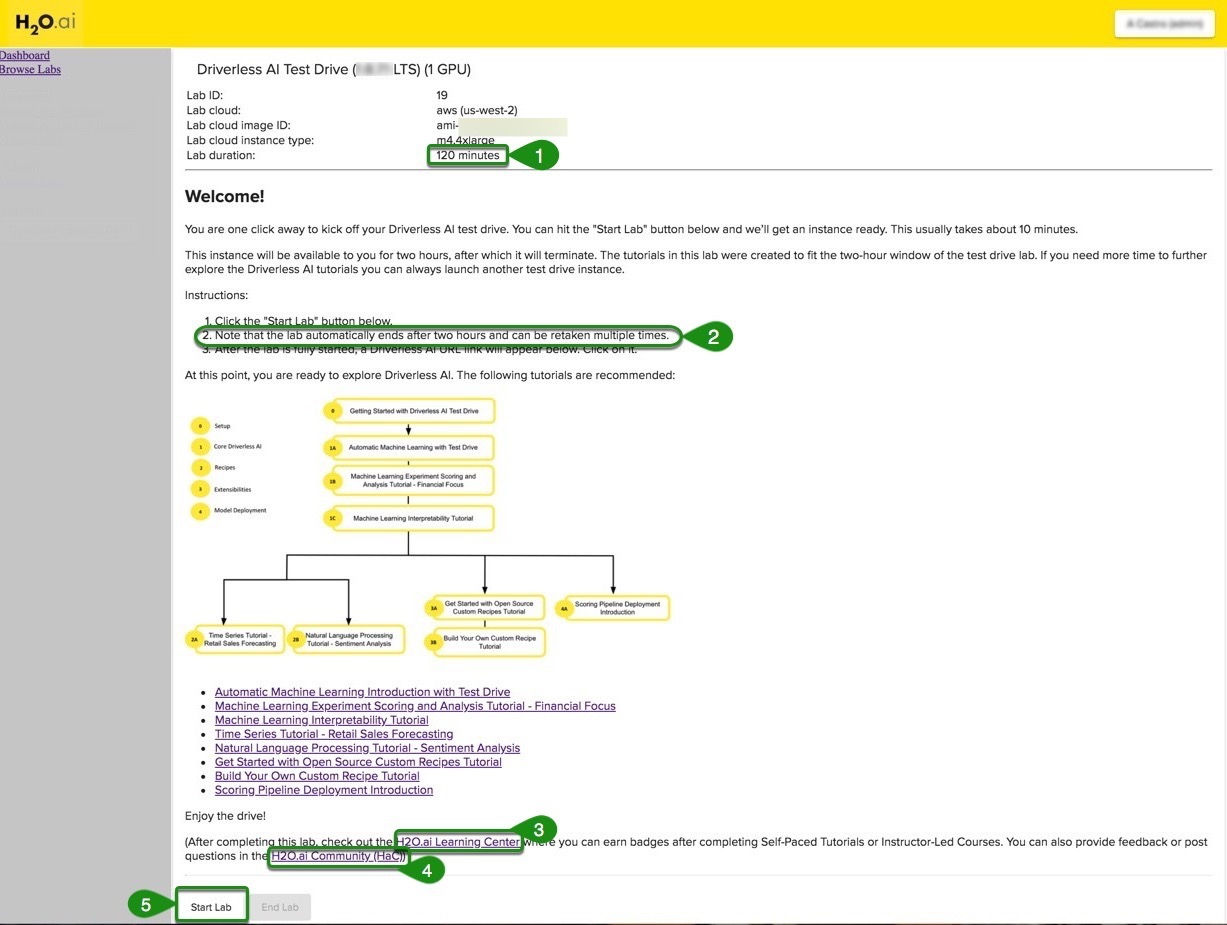 H2O.ai
Dashboard
Browse Labs
Driverless AI Test Drive ( LTS) (1 GPU)
Lab ID: 19
Lab cloud: aws (us-west-2)
Lab cloud image ID: ami-
Lab cloud instance type: m4.4xlarge
Lab duration: 120 minutes
1
Welcome!
You are one click away to kick off your Driverless AI test drive. You can hit the "Start Lab" button below and we'll get an instance ready. This usually takes about 10 minutes.
This instance will be available to you for two hours, after which it will terminate. The tutorials in this lab were created to fit the two-hour window of the test drive lab. If you need more time to further
explore the Driverless AI tutorials you can always launch another test drive instance.
Instructions:
1. Click the "Start Lab" button below.
2. Note that the lab automatically ends after two hours and can be retaken multiple times.
2
3. After the lab is fully started, a Driverless AI URL link will appear below. Click on it.
At this point, you are ready to explore Driverless AI. The following tutorials are recommended:
0 Setup
1 Core Driverless AI
2 Recipes
3 Extensibilities
4 Model Deployment
0 Getting Started with Driverless AI Test Drive
1A Automatic Machine Learning with Test Drive
1B Machine Learning Experiment Scoring and
Analysis Tutorial - Financial Focus
1C Machine Learning Interpretability Tutorial
2A Time Series Tutorial -
Retail Sales Forecasting
2B Natural Language Processing
Tutorial - Sentiment Analysis
3A Get Started with Open Source
Custom Recipes Tutorial
3B Build Your Own Custom Recipe
Tutorial
4A Scoring Pipeline Deployment
Introduction
• Automatic Machine Learning Introduction with Test Drive
• Machine Learning Experiment Scoring and Analysis Tutorial - Financial Focus
• Machine Learning Interpretability Tutorial
• Time Series Tutorial - Retail Sales Forecasting
• Natural Language Processing Tutorial - Sentiment Analysis
• Get Started with Open Source Custom Recipes Tutorial
• Build Your Own Custom Recipe Tutorial
• Scoring Pipeline Deployment Introduction
Enjoy the drive!
3
(After completing this lab, check out the H2O.ai Learning Center where you can earn badges after completing Self-Paced Tutorials or Instructor-Led Courses. You can also provide feedback or post
questions in the H2O.ai Community (HaC))
4
5
Start Lab
End Lab